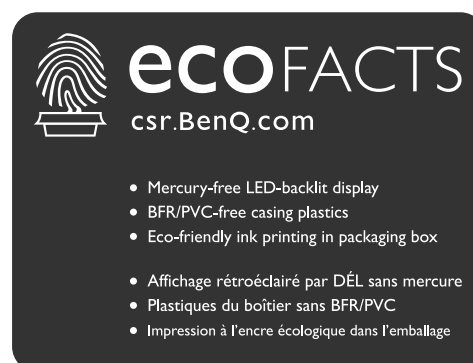 ecoFACTS
csr.BenQ.com
• Mercury-free LED-backlit display
• BFR/PVC-free casing plastics
• Eco-friendly ink printing in packaging box
• Affichage rétroéclairé par DÉL sans mercure
• Plastiques du boîtier sans BFR/PVC
• Impression à l'encre écologique dans l'emballage